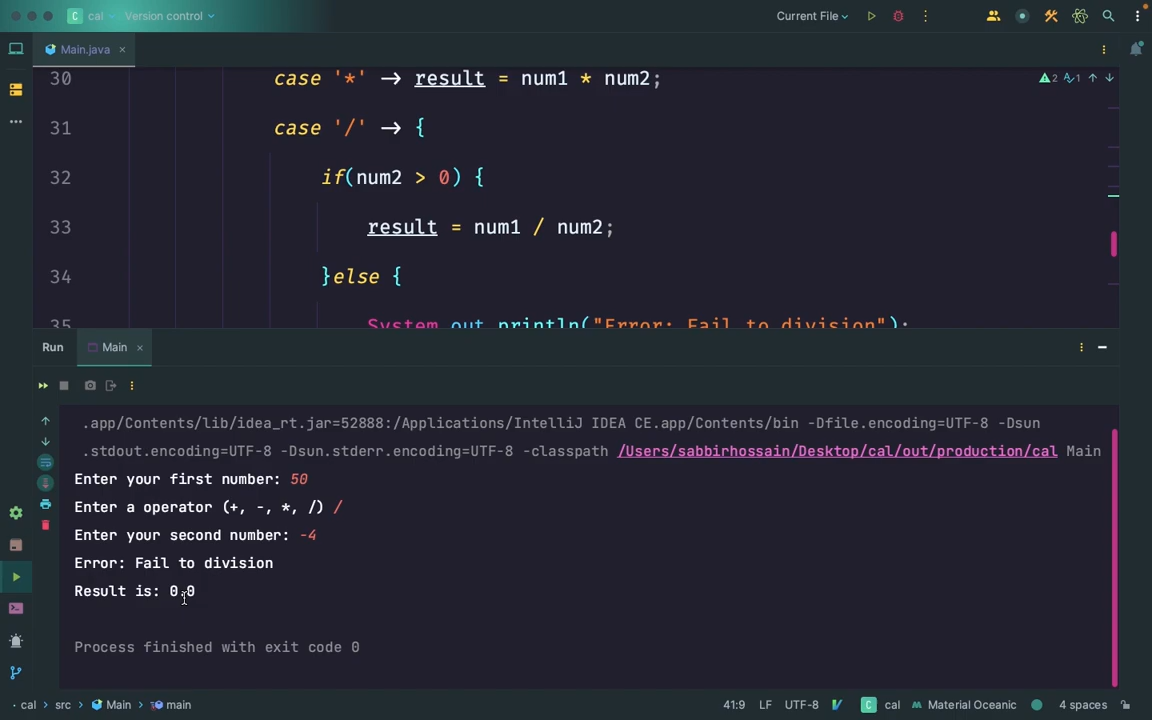 cal Version control Current File
Main.java
30 case '*' -> result = num1 * num2;
2 1
31 case '/' -> {
32 if(num2 > 0) {
33 result = num1 / num2;
34 }else {
35 System.out.println("Error: Fail to division");
Run Main
.app/Contents/lib/idea_rt.jar=52888:/Applications/IntelliJ IDEA CE.app/Contents/bin -Dfile.encoding=UTF-8 -Dsun
.stdout.encoding=UTF-8 -Dsun.stderr.encoding=UTF-8 -classpath /Users/sabbirhossain/Desktop/cal/out/production/cal Main
Enter your first number: 50
Enter a operator (+, -, *, /) /
Enter your second number: -4
Error: Fail to division
Result is: 0.0
Process finished with exit code 0
cal > src > Main > main 41:9 LF UTF-8 C cal Material Oceanic 4 spaces